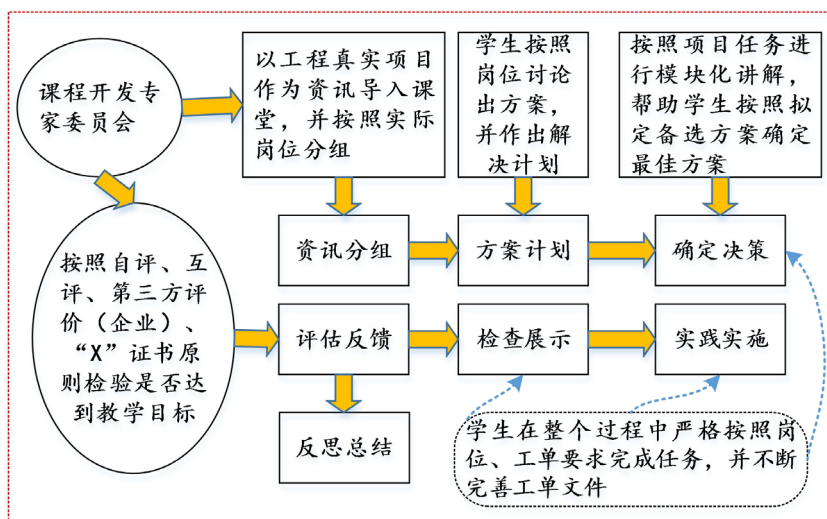 课程开发专
家委员会
以工程真实项目
作为资讯导入课
堂，并按照实际
岗位分组
学生按照
岗位讨论
出方案，
并作出解
决计划
按照项目任务进
行模块化讲解，
帮助学生按照拟
定备选方案确定
最佳方案
资讯分组
方案计划
确定决策
按照自评、互
评、第三方评
价（企业）、
“X”证书原
则检验是否达
到教学目标
评估反馈
检查展示
实践实施
反思总结
学生在整个过程中严格按照岗
位、工单要求完成任务，并不断
完善工单文件